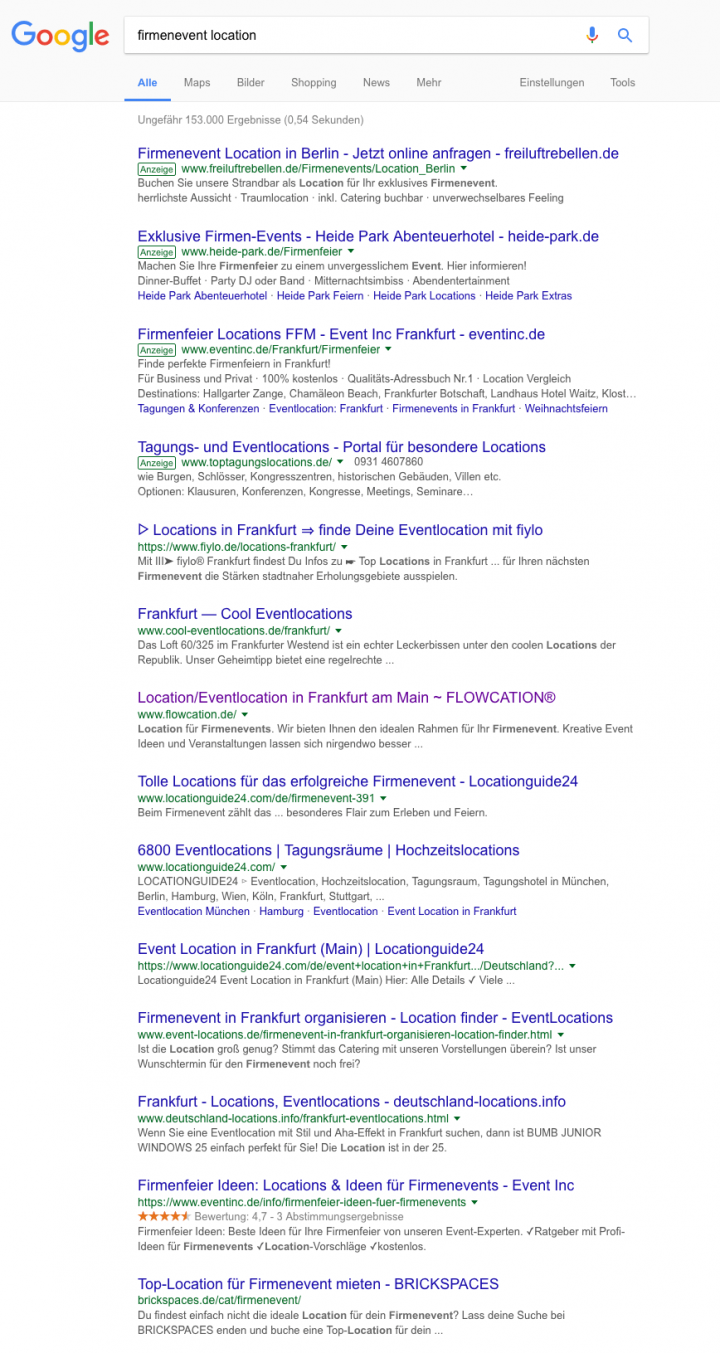 Google
firmenevent location
Alle Maps Bilder Shopping News Mehr Einstellungen Tools
Ungefähr 153.000 Ergebnisse (0,54 Sekunden)
Firmenevent Location in Berlin - Jetzt online anfragen - freiluftrebellen.de
Anzeige www.freiluftrebellen.de/Firmenevents/Location_Berlin
Buchen Sie unsere Strandbar als Location für Ihr exklusives Firmenevent.
herrlichste Aussicht · Traumlocation · inkl. Catering buchbar · unverwechselbares Feeling
Exklusive Firmen-Events - Heide Park Abenteuerhotel - heide-park.de
Anzeige www.heide-park.de/Firmenfeier
Machen Sie Ihre Firmenfeier zu einem unvergesslichem Event. Hier informieren!
Dinner-Buffet · Party DJ oder Band · Mitternachtsimbiss · Abendentertainment
Heide Park Abenteuerhotel · Heide Park Feiern · Heide Park Locations · Heide Park Extras
Firmenfeier Locations FFM - Event Inc Frankfurt - eventinc.de
Anzeige www.eventinc.de/Frankfurt/Firmenfeier
Finde perfekte Firmenfeiern in Frankfurt!
Für Business und Privat · 100% kostenlos · Qualitäts-Adressbuch Nr.1 · Location Vergleich
Destinations: Hallgarter Zange, Chamäleon Beach, Frankfurter Botschaft, Landhaus Hotel Waitz, Klost…
Tagungen & Konferenzen · Eventlocation: Frankfurt · Firmenevents in Frankfurt · Weihnachtsfeiern
Tagungs- und Eventlocations - Portal für besondere Locations
Anzeige www.toptagungslocations.de/ 0931 4607860
wie Burgen, Schlösser, Kongresszentren, historischen Gebäuden, Villen etc.
Optionen: Klausuren, Konferenzen, Kongresse, Meetings, Seminare…
ᐅ Locations in Frankfurt ⇒ finde Deine Eventlocation mit fiylo
https://www.fiylo.de/locations-frankfurt/
Mit III➤ fiylo® Frankfurt findest Du Infos zu ☛ Top Locations in Frankfurt ... für Ihren nächsten
Firmenevent die Stärken stadtnaher Erholungsgebiete ausspielen.
Frankfurt — Cool Eventlocations
www.cool-eventlocations.de/frankfurt/
Das Loft 60/325 im Frankfurter Westend ist ein echter Leckerbissen unter den coolen Locations der
Republik. Unser Geheimtipp bietet eine regelrechte ...
Location/Eventlocation in Frankfurt am Main ~ FLOWCATION®
www.flowcation.de/
Location für Firmenevents. Wir bieten Ihnen den idealen Rahmen für Ihr Firmenevent. Kreative Event
Ideen und Veranstaltungen lassen sich nirgendwo besser ...
Tolle Locations für das erfolgreiche Firmenevent - Locationguide24
www.locationguide24.com/de/firmenevent-391
Beim Firmenevent zählt das ... besonderes Flair zum Erleben und Feiern.
6800 Eventlocations | Tagungsräume | Hochzeitslocations
www.locationguide24.com/
LOCATIONGUIDE24 ▻ Eventlocation, Hochzeitslocation, Tagungsraum, Tagungshotel in München,
Berlin, Hamburg, Wien, Köln, Frankfurt, Stuttgart, ...
Eventlocation München · Hamburg · Eventlocation · Event Location in Frankfurt
Event Location in Frankfurt (Main) | Locationguide24
https://www.locationguide24.com/de/event+location+in+Frankfurt.../Deutschland?...
Locationguide24 Event Location in Frankfurt (Main) Hier: Alle Details ✓ Viele ...
Firmenevent in Frankfurt organisieren - Location finder - EventLocations
www.event-locations.de/firmenevent-in-frankfurt-organisieren-location-finder.html
Ist die Location groß genug? Stimmt das Catering mit unseren Vorstellungen überein? Ist unser
Wunschtermin für den Firmenevent noch frei?
Frankfurt - Locations, Eventlocations - deutschland-locations.info
www.deutschland-locations.info/frankfurt-eventlocations.html
Wenn Sie eine Eventlocation mit Stil und Aha-Effekt in Frankfurt suchen, dann ist BUMB JUNIOR
WINDOWS 25 einfach perfekt für Sie! Die Location ist in der 25.
Firmenfeier Ideen: Locations & Ideen für Firmenevents - Event Inc
https://www.eventinc.de/info/firmenfeier-ideen-fuer-firmenevents
Bewertung: 4,7 - 3 Abstimmungsergebnisse
Firmenfeier Ideen: Beste Ideen für Ihre Firmenfeier von unseren Event-Experten. ✓Ratgeber mit Profi-
Ideen für Firmenevents ✓Location-Vorschläge ✓kostenlos.
Top-Location für Firmenevent mieten - BRICKSPACES
brickspaces.de/cat/firmenevent/
Du findest einfach nicht die ideale Location für dein Firmenevent? Lass deine Suche bei
BRICKSPACES enden und buche eine Top-Location für dein ...